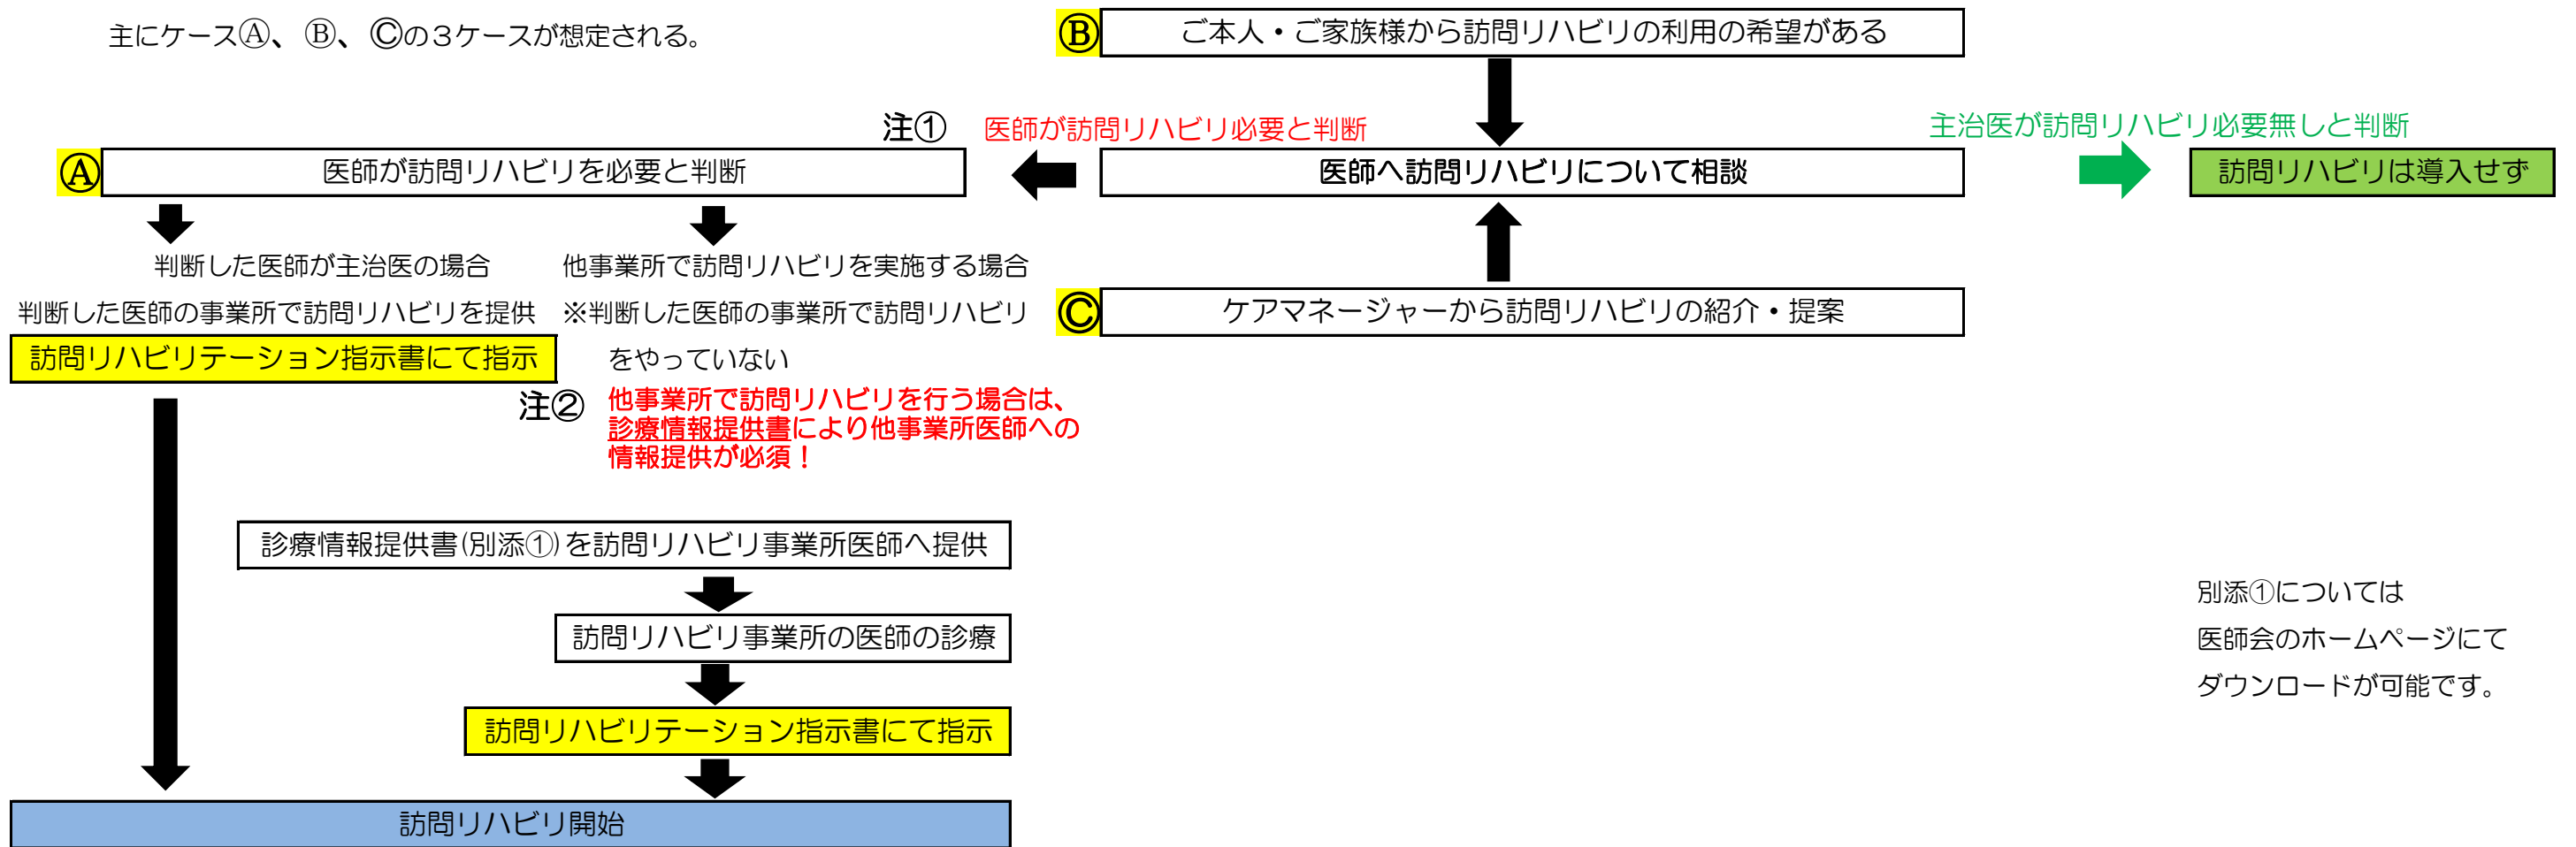 主にケースⒶ、Ⓑ、Ⓒの３ケースが想定される。
Ⓑ
ご本人・ご家族様から訪問リハビリの利用の希望がある
注①
医師が訪問リハビリ必要と判断
主治医が訪問リハビリ必要無しと判断
Ⓐ
医師が訪問リハビリを必要と判断
医師へ訪問リハビリについて相談
訪問リハビリは導入せず
判断した医師が主治医の場合
判断した医師の事業所で訪問リハビリを提供
訪問リハビリテーション指示書にて指示
他事業所で訪問リハビリを実施する場合
※判断した医師の事業所で訪問リハビリ
をやっていない
Ⓒ
ケアマネージャーから訪問リハビリの紹介・提案
注②
他事業所で訪問リハビリを行う場合は、
診療情報提供書により他事業所医師への
情報提供が必須！
診療情報提供書(別添①)を訪問リハビリ事業所医師へ提供
訪問リハビリ事業所の医師の診療
訪問リハビリテーション指示書にて指示
訪問リハビリ開始
別添①については
医師会のホームページにて
ダウンロードが可能です。